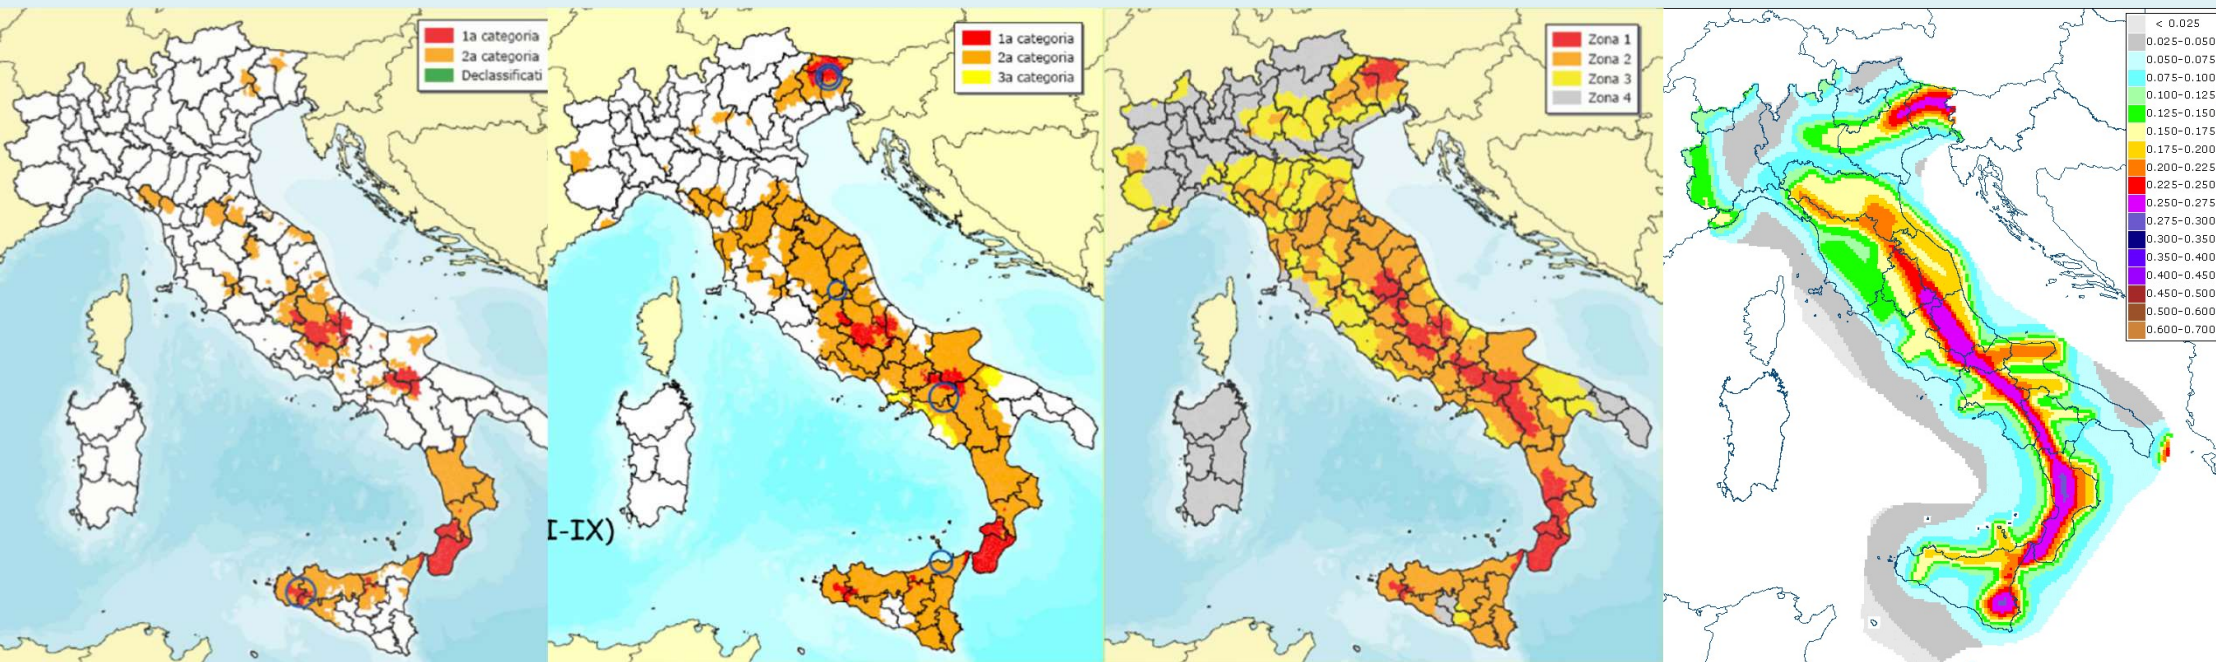 1a categoria
2a categoria
Declassificati
1a categoria
2a categoria
3a categoria
I-IX)
Zona 1
Zona 2
Zona 3
Zona 4
< 0.025
0.025-0.050
0.050-0.075
0.075-0.100
0.100-0.125
0.125-0.150
0.150-0.175
0.175-0.200
0.200-0.225
0.225-0.250
0.250-0.275
0.275-0.300
0.300-0.350
0.350-0.400
0.400-0.450
0.450-0.500
0.500-0.600
0.600-0.700